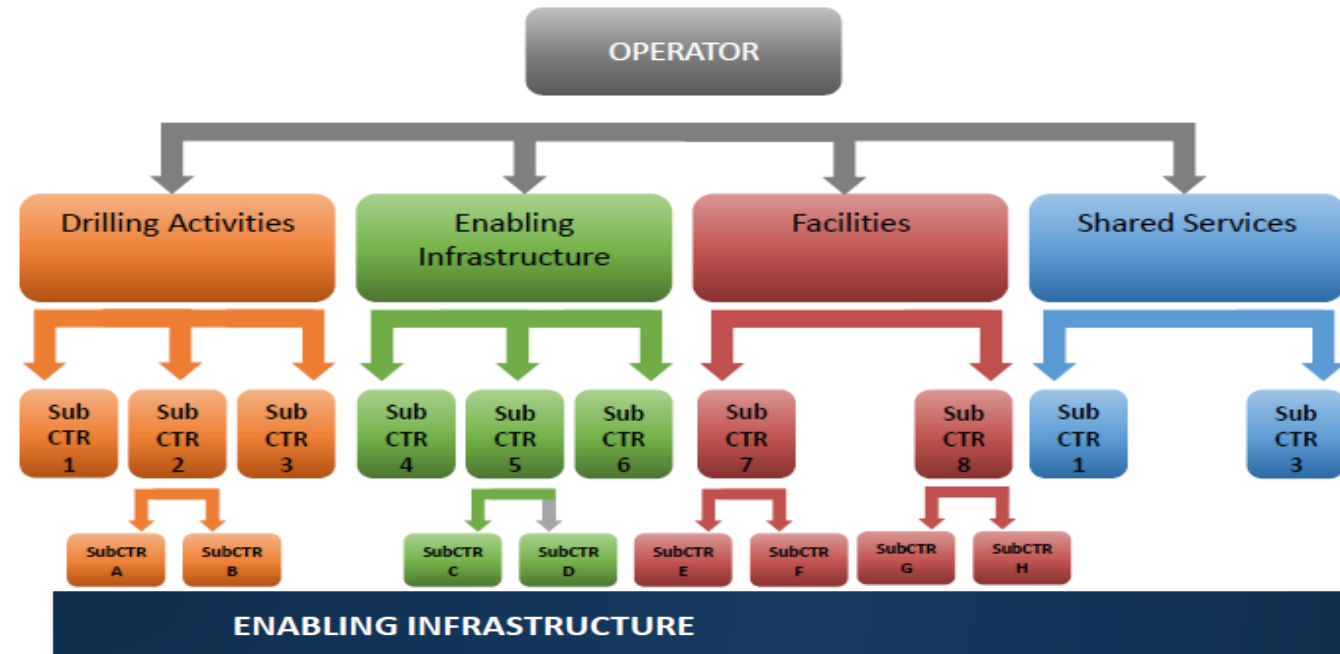 OPERATOR
Drilling Activities
Enabling
Infrastructure
Facilities
Shared Services
Sub
CTR
1
Sub
CTR
2
Sub
CTR
3
Sub
CTR
4
Sub
CTR
5
Sub
CTR
6
Sub
CTR
7
Sub
CTR
8
Sub
CTR
1
Sub
CTR
3
SubCTR
A
SubCTR
B
SubCTR
C
SubCTR
D
SubCTR
E
SubCTR
F
SubCTR
G
SubCTR
H
ENABLING INFRASTRUCTURE